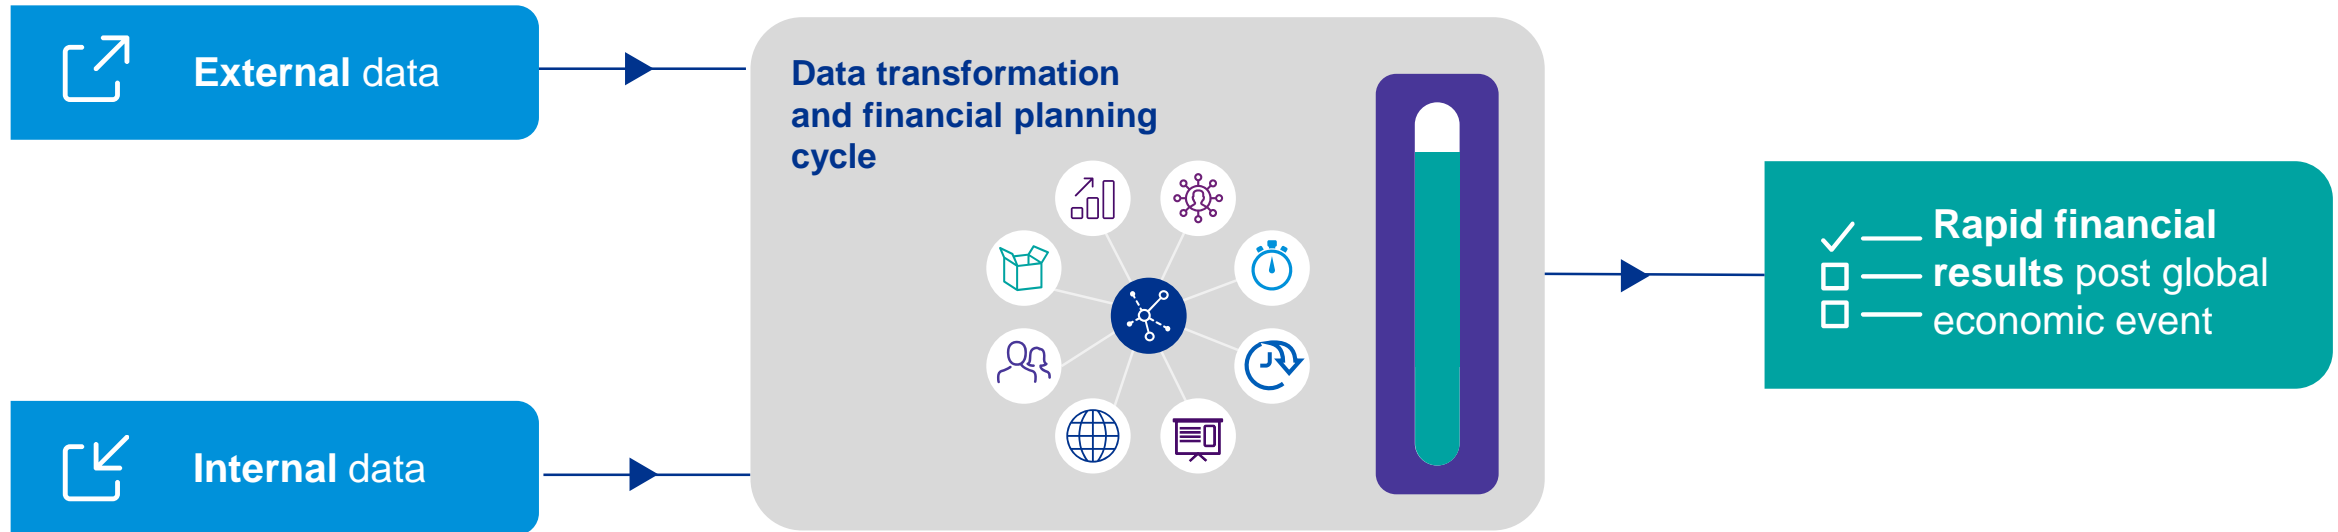 External data
Data transformation
and financial planning
cycle
Rapid financial
results post global
economic event
Internal data